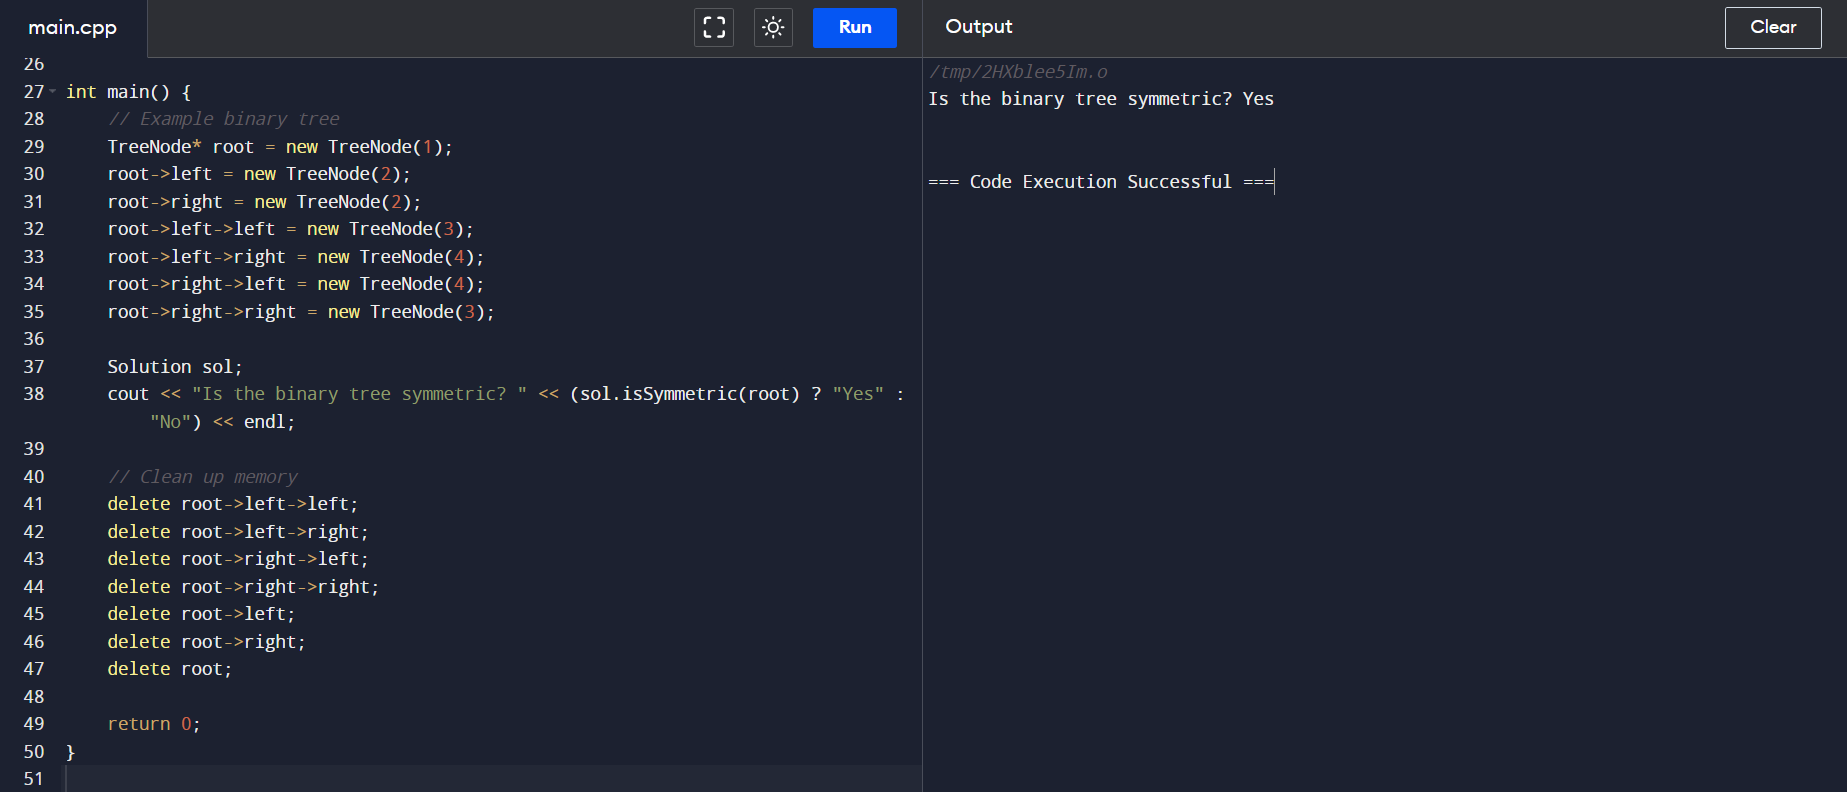 main.cpp
Run
26
27 int main() {
28 // Example binary tree
29 TreeNode* root = new TreeNode(1);
30 root->left = new TreeNode(2);
31 root->right = new TreeNode(2);
32 root->left->left = new TreeNode(3);
33 root->left->right = new TreeNode(4);
34 root->right->left = new TreeNode(4);
35 root->right->right = new TreeNode(3);
36
37 Solution sol;
38 cout << "Is the binary tree symmetric? " << (sol.isSymmetric(root) ? "Yes" :
"No") << endl;
39
40 // Clean up memory
41 delete root->left->left;
42 delete root->left->right;
43 delete root->right->left;
44 delete root->right->right;
45 delete root->left;
46 delete root->right;
47 delete root;
48
49 return 0;
50 }
51
Output
Clear
/tmp/2HXblee5Im.o
Is the binary tree symmetric? Yes
=== Code Execution Successful ===